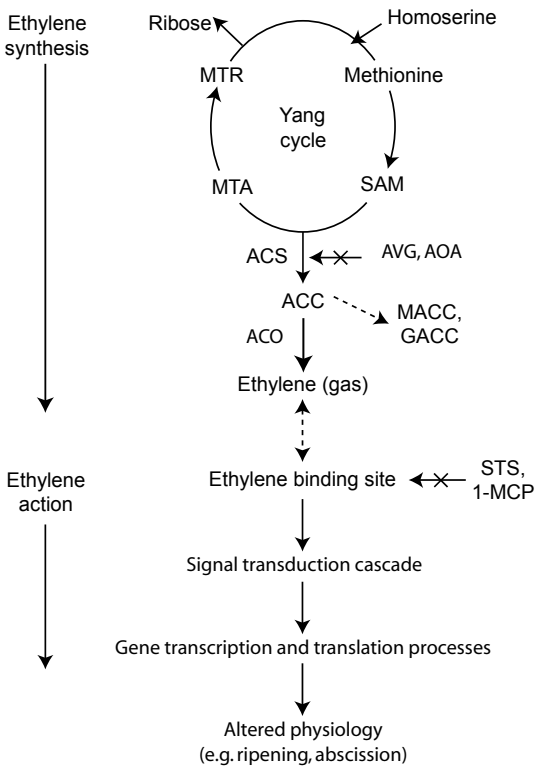 Ethylene
synthesis
Ribose
Homoserine
MTR
Methionine
Yang
cycle
MTA
SAM
ACS
AVG, AOA
ACC
MACC,
GACC
ACO
Ethylene (gas)
Ethylene
action
Ethylene binding site
STS,
1-MCP
Signal transduction cascade
Gene transcription and translation processes
Altered physiology
(e.g. ripening, abscission)